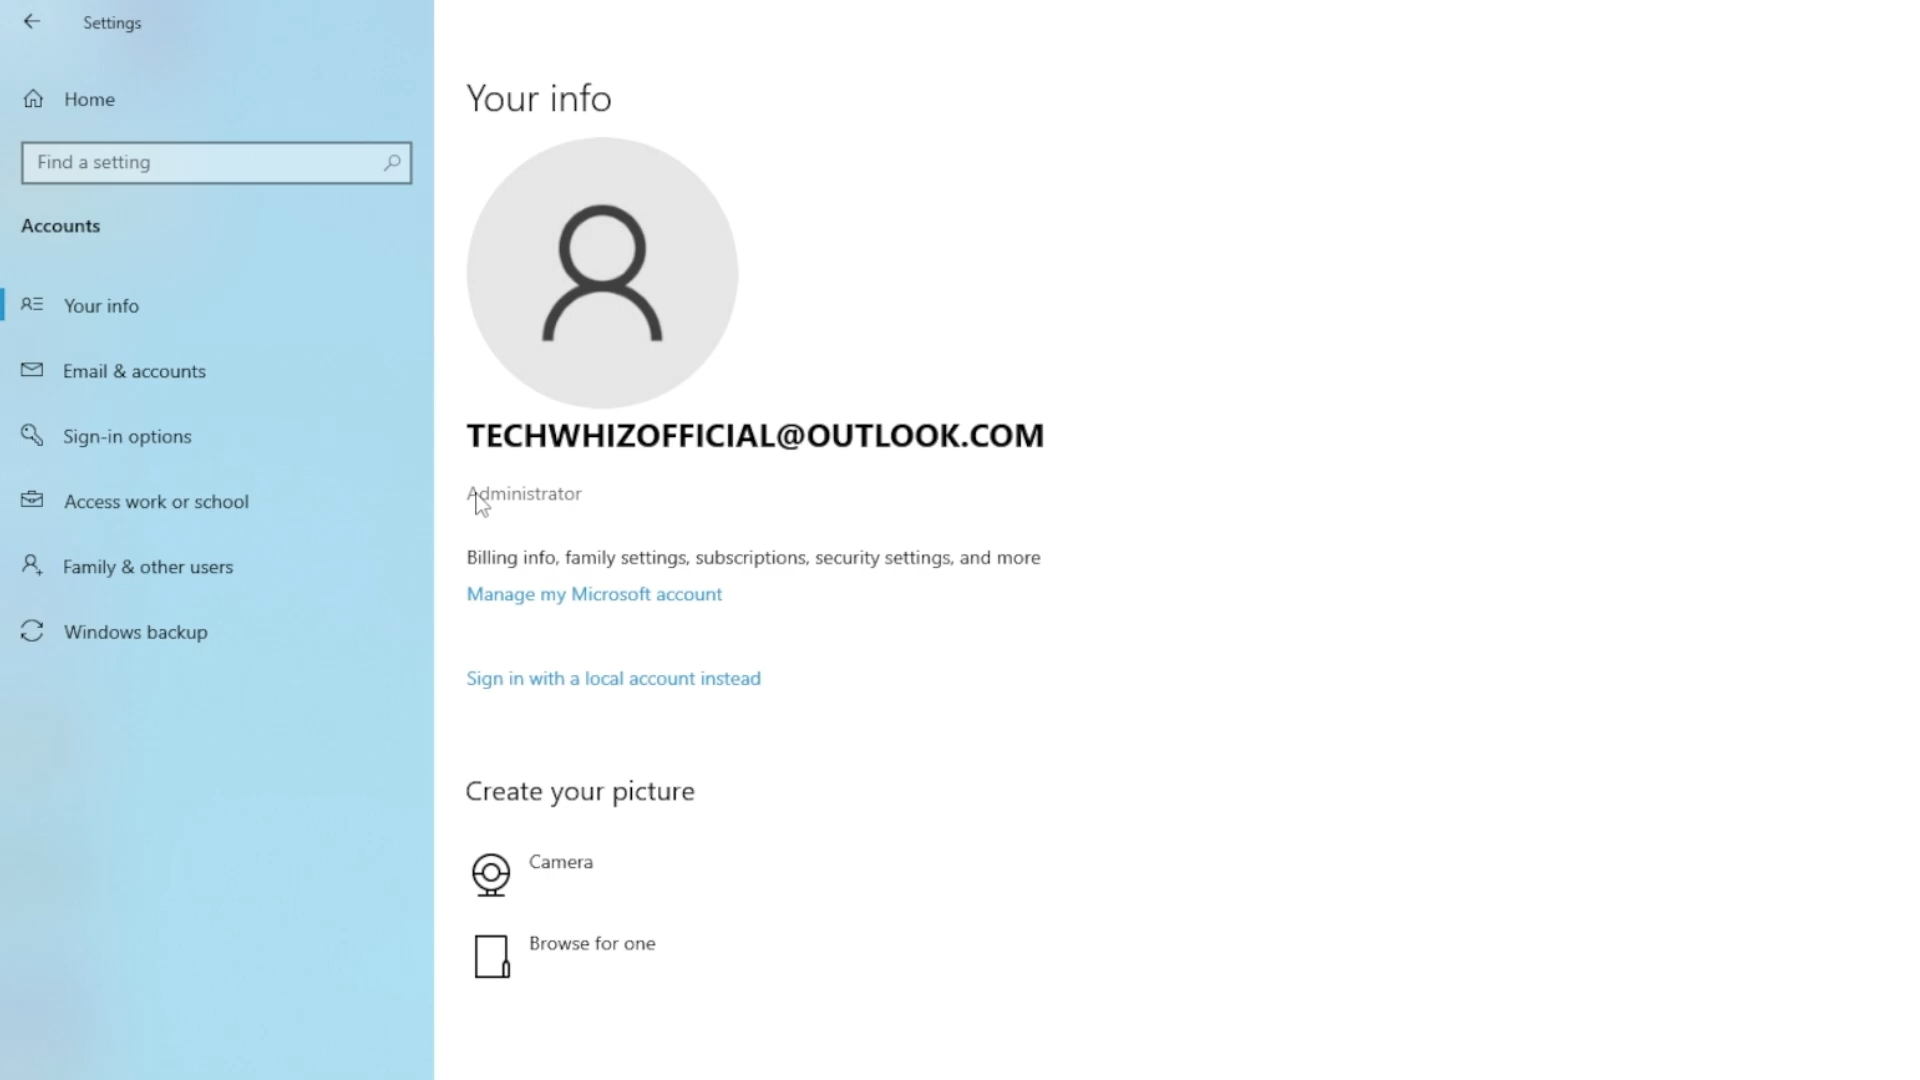 Settings
Home
Find a setting
Accounts
Your info
Email & accounts
Sign-in options
Access work or school
Family & other users
Windows backup
Your info
TECHWHIZOFFICIAL@OUTLOOK.COM
Administrator
Billing info, family settings, subscriptions, security settings, and more
Manage my Microsoft account
Sign in with a local account instead
Create your picture
Camera
Browse for one